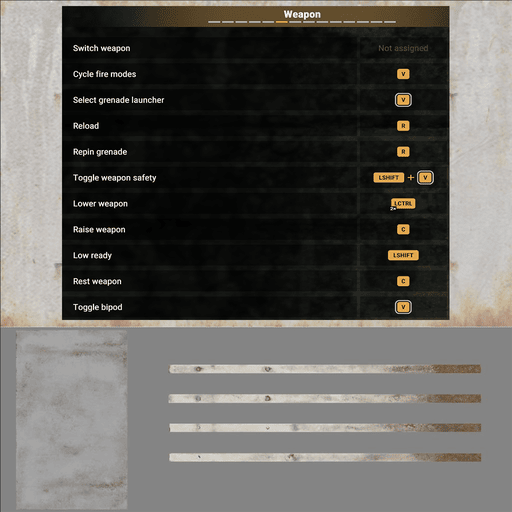 Weapon
Switch weapon Not assigned
Cycle fire modes V
Select grenade launcher V
Reload R
Repin grenade R
Toggle weapon safety LSHIFT + V
Lower weapon LCTRL
Raise weapon C
Low ready LSHIFT
Rest weapon C
Toggle bipod V